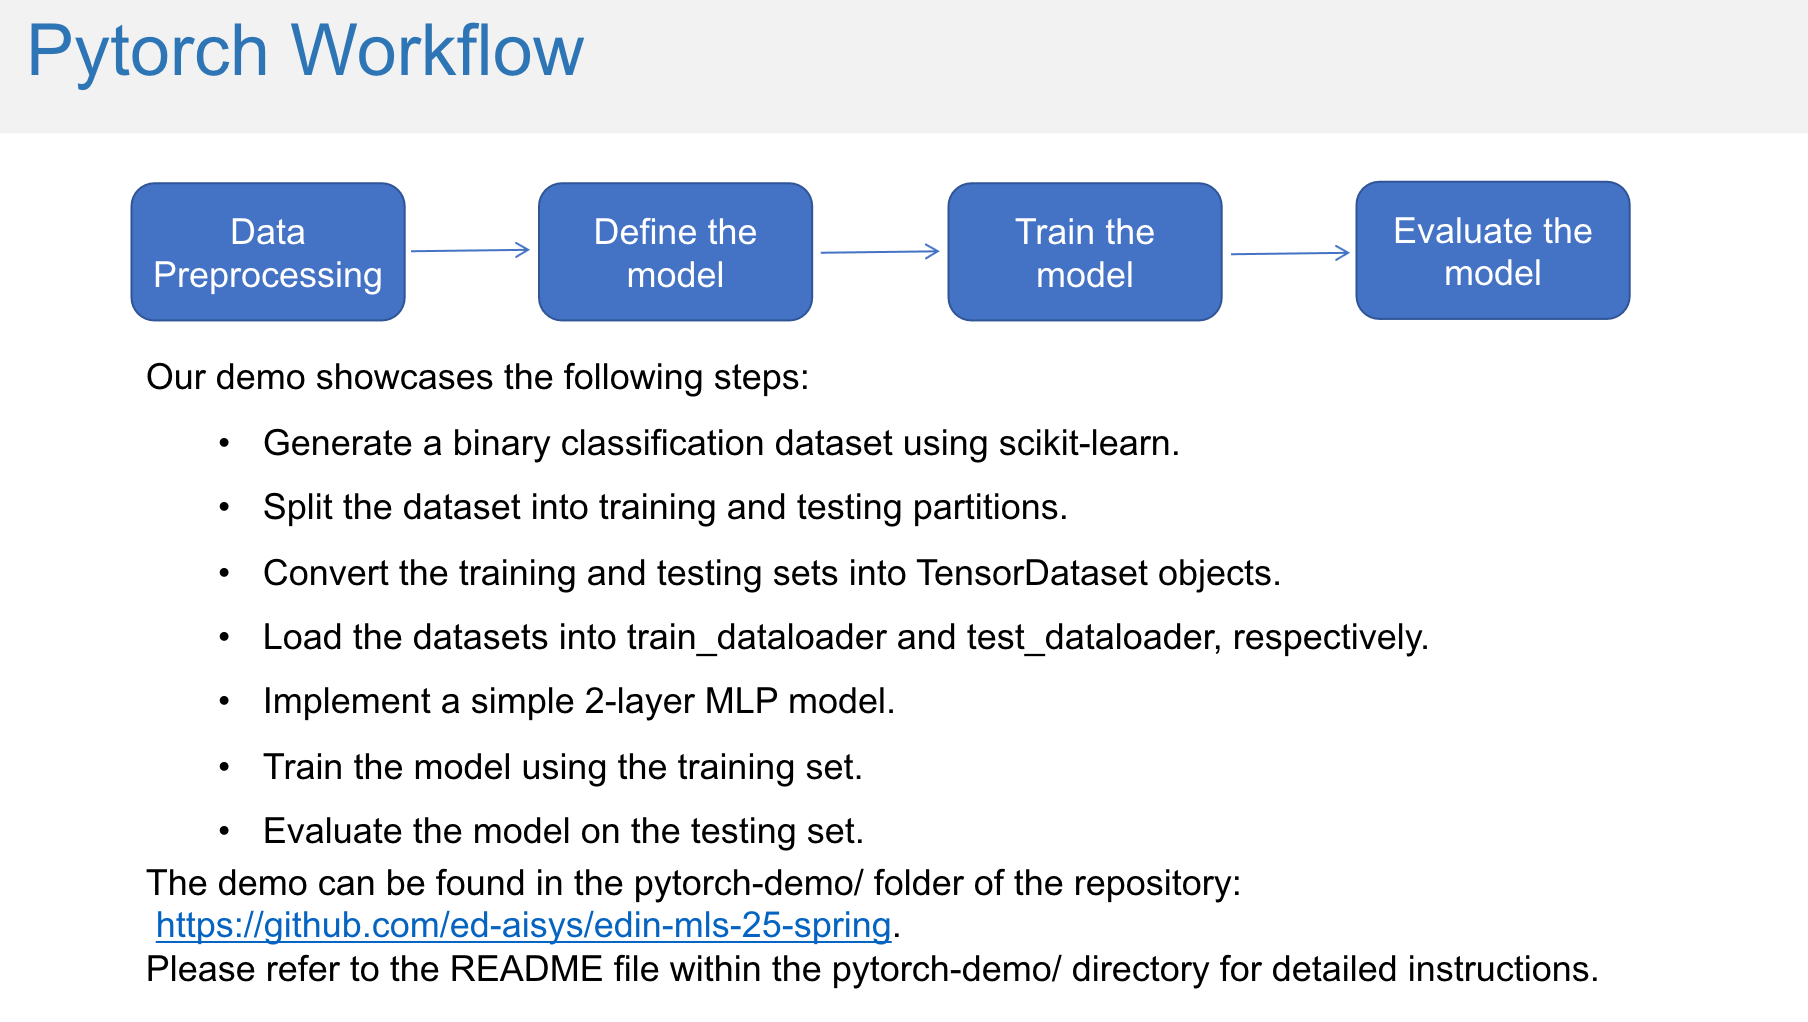 Pytorch Workflow
Data
Preprocessing
Define the
model
Train the
model
Evaluate the
model
Our demo showcases the following steps:
• Generate a binary classification dataset using scikit-learn.
• Split the dataset into training and testing partitions.
• Convert the training and testing sets into TensorDataset objects.
• Load the datasets into train_dataloader and test_dataloader, respectively.
• Implement a simple 2-layer MLP model.
• Train the model using the training set.
• Evaluate the model on the testing set.
The demo can be found in the pytorch-demo/ folder of the repository:
https://github.com/ed-aisys/edin-mls-25-spring.
Please refer to the README file within the pytorch-demo/ directory for detailed instructions.